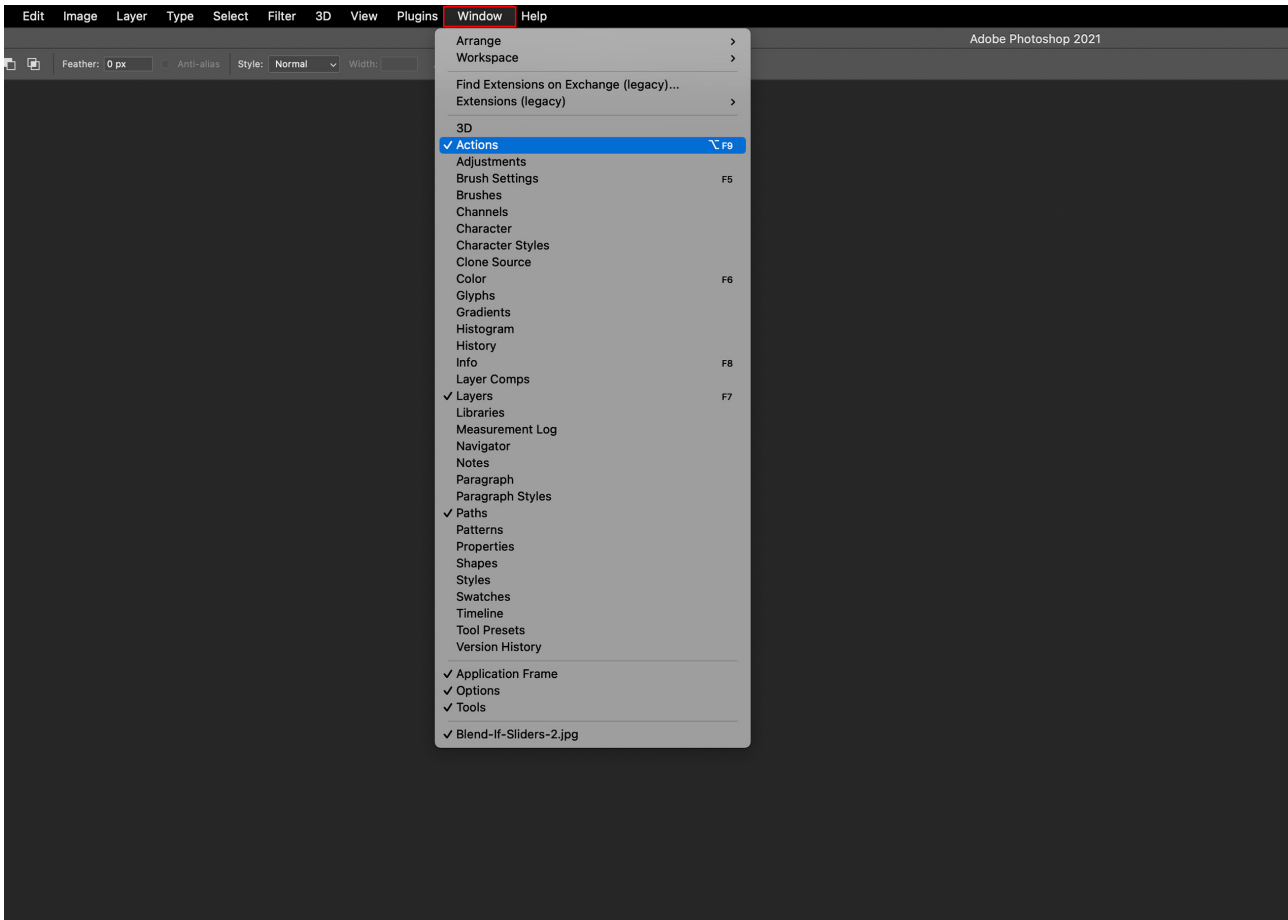 Edit Image Layer Type Select Filter 3D View Plugins Window Help
Adobe Photoshop 2021
Feather: 0 px Anti-alias Style: Normal Width:
Arrange
Workspace
Find Extensions on Exchange (legacy)...
Extensions (legacy)
3D
✓ Actions ⌥ F9
Adjustments
Brush Settings F5
Brushes
Channels
Character
Character Styles
Clone Source
Color F6
Glyphs
Gradients
Histogram
History
Info F8
Layer Comps
✓ Layers F7
Libraries
Measurement Log
Navigator
Notes
Paragraph
Paragraph Styles
✓ Paths
Patterns
Properties
Shapes
Styles
Swatches
Timeline
Tool Presets
Version History
✓ Application Frame
✓ Options
✓ Tools
✓ Blend-If-Sliders-2.jpg